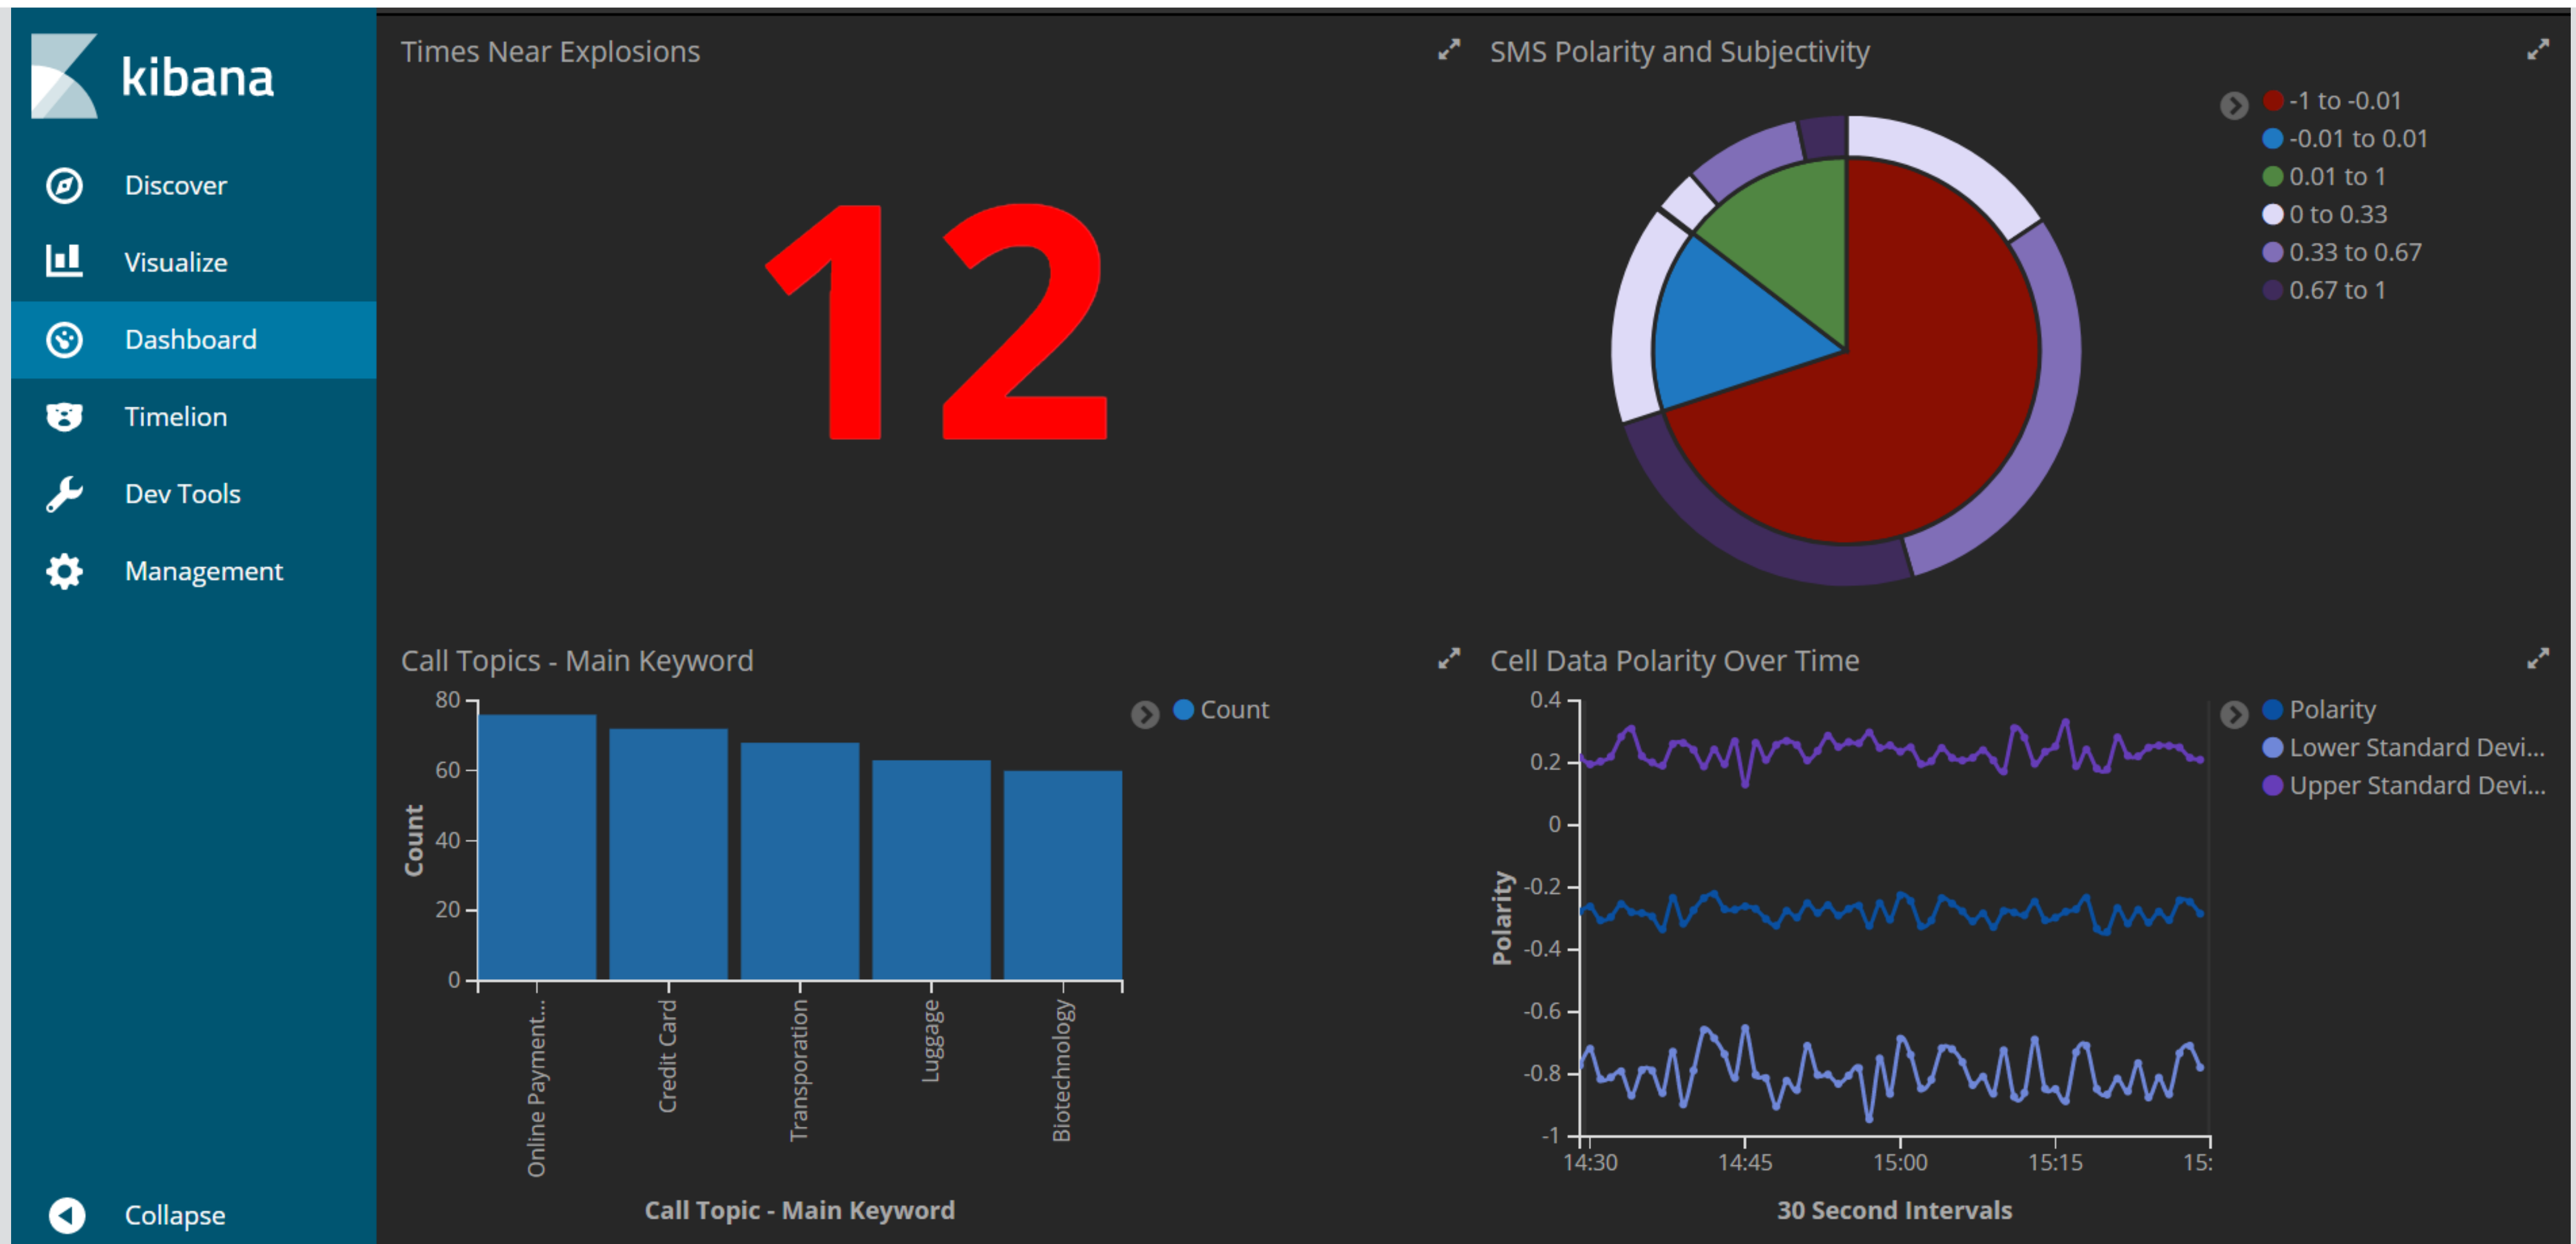 kibana
Discover
Visualize
Dashboard
Timelion
Dev Tools
Management
Collapse
Times Near Explosions
12
SMS Polarity and Subjectivity
-1 to -0.01
-0.01 to 0.01
0.01 to 1
0 to 0.33
0.33 to 0.67
0.67 to 1
Call Topics - Main Keyword
80
60
40
20
0
Count
Online Payment...
Credit Card
Transporation
Luggage
Biotechnology
Call Topic - Main Keyword
Count
Cell Data Polarity Over Time
0.4
0.2
0
-0.2
-0.4
-0.6
-0.8
-1
Polarity
14:30
14:45
15:00
15:15
15:
30 Second Intervals
Polarity
Lower Standard Devi...
Upper Standard Devi...